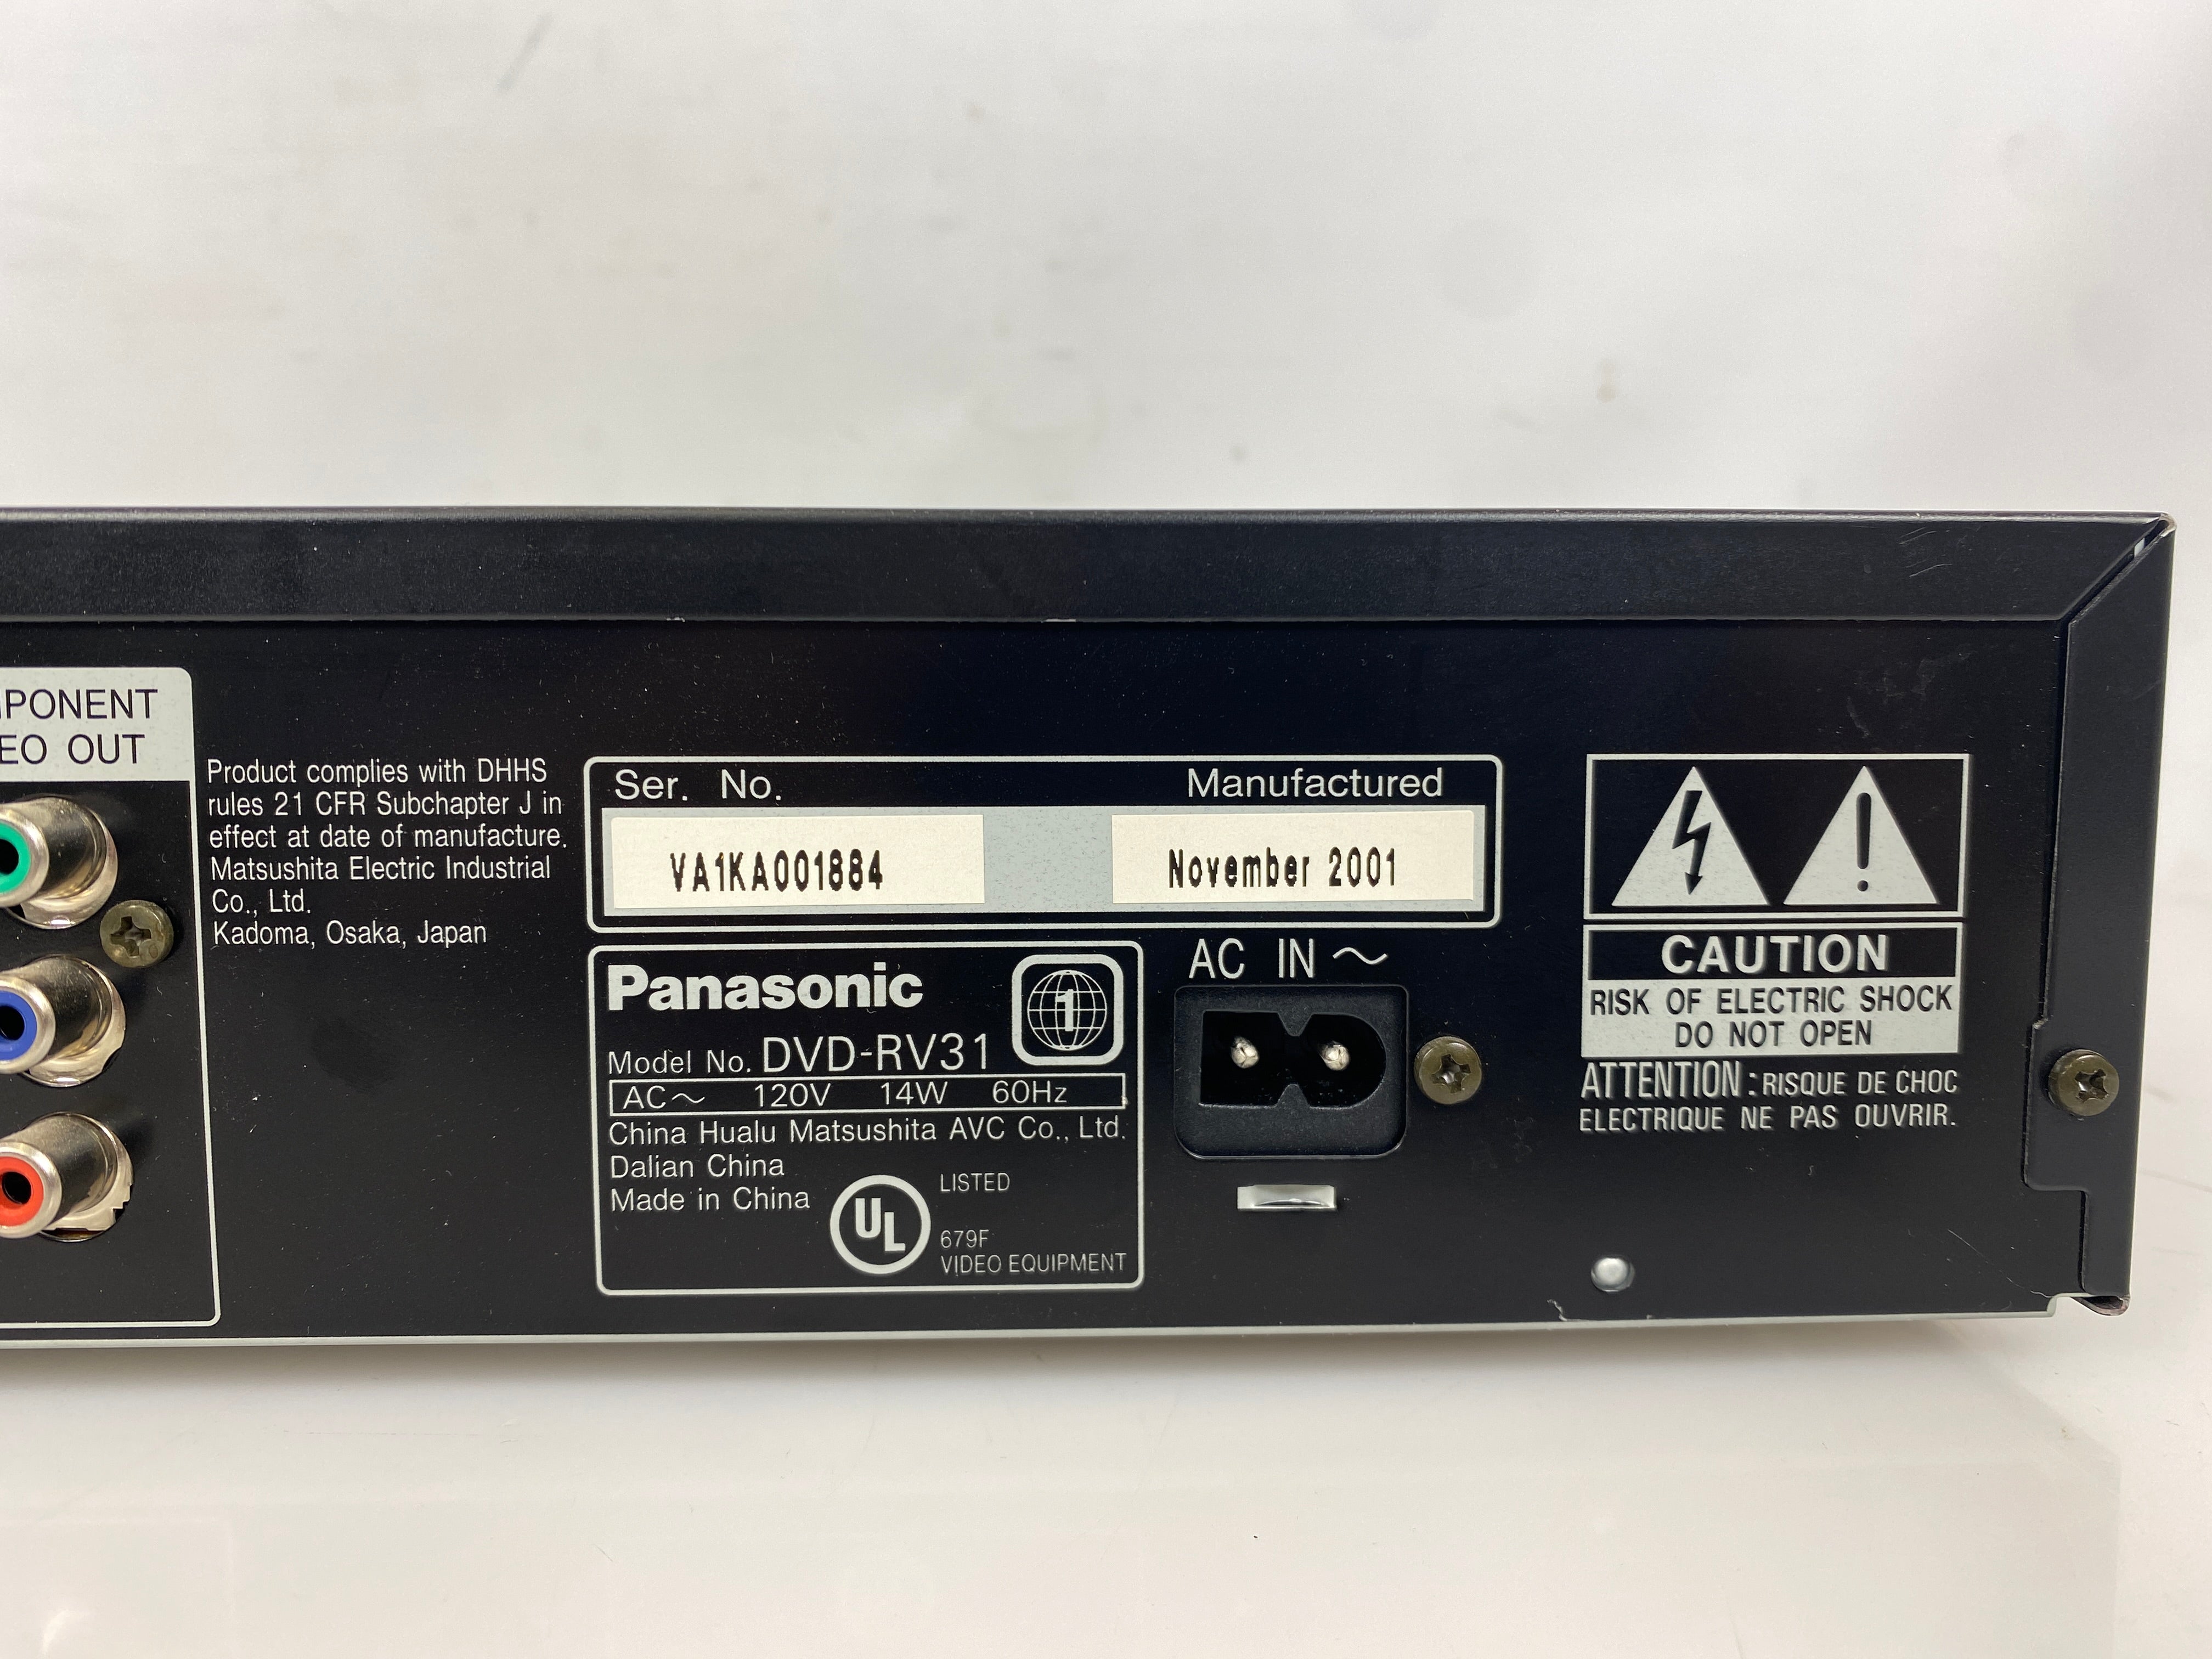 PONENT
EO OUT
Product complies with DHHS
rules 21 CFR Subchapter J in
effect at date of manufacture.
Matsushita Electric Industrial
Co., Ltd.
Kadoma, Osaka, Japan
Ser. No. Manufactured
VA1KA001884 November 2001
Panasonic
1
Model No. DVD-RV31
AC~ 120V 14W 60Hz
China Hualu Matsushita AVC Co., Ltd.
Dalian China
Made in China
UL LISTED
679F
VIDEO EQUIPMENT
AC IN ~
!
CAUTION
RISK OF ELECTRIC SHOCK
DO NOT OPEN
ATTENTION : RISQUE DE CHOC
ELECTRIQUE NE PAS OUVRIR.